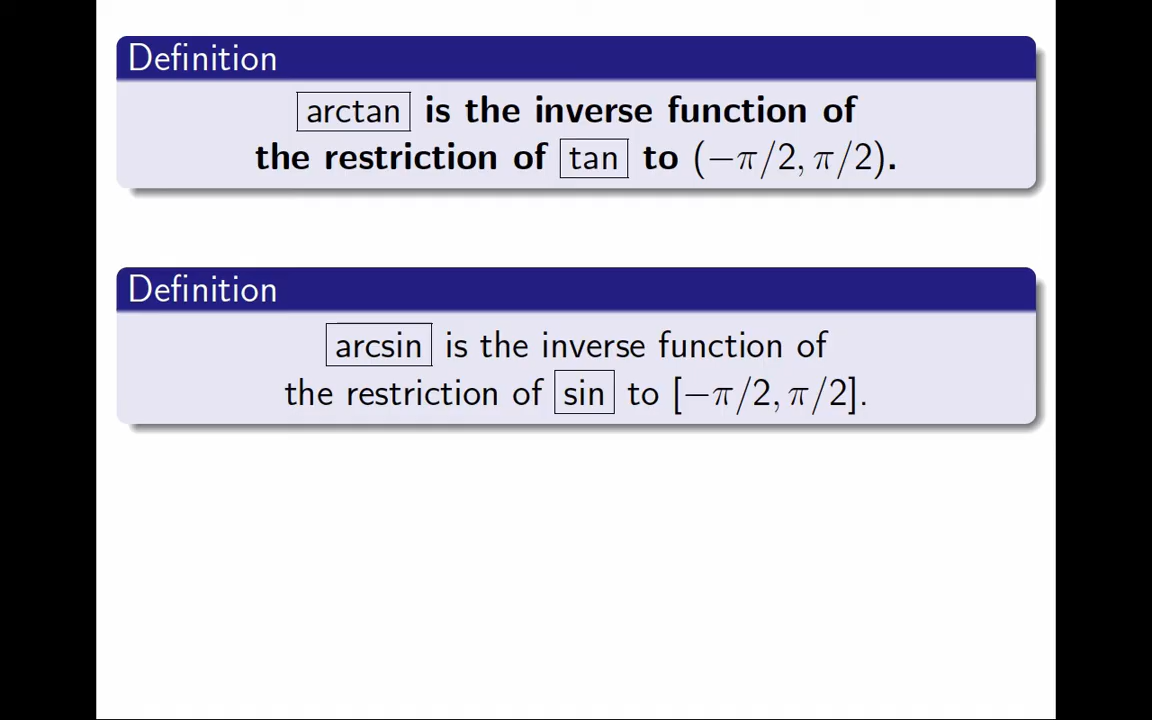 Definition
arctan is the inverse function of
the restriction of tan to (−π/2, π/2).
Definition
arcsin is the inverse function of
the restriction of sin to [−π/2, π/2].